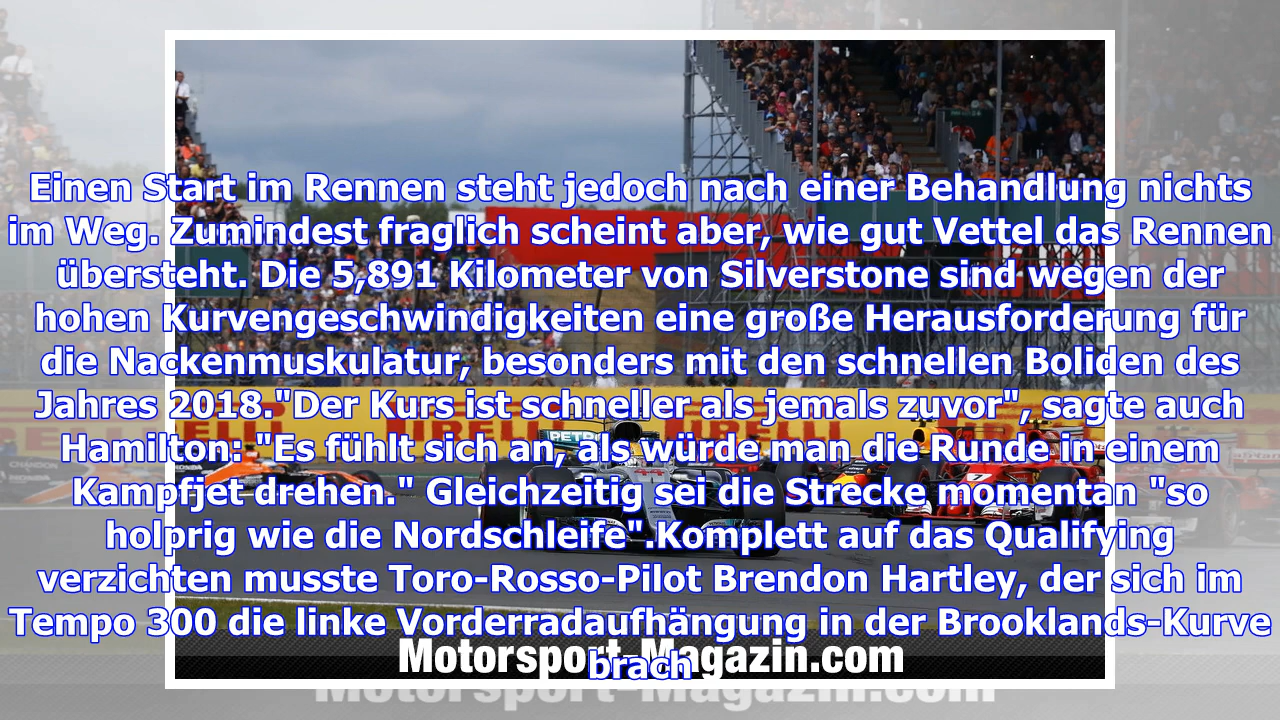 Einen Start im Rennen steht jedoch nach einer Behandlung nichts
im Weg. Zumindest fraglich scheint aber, wie gut Vettel das Rennen
übersteht. Die 5,891 Kilometer von Silverstone sind wegen der
hohen Kurvengeschwindigkeiten eine große Herausforderung für
die Nackenmuskulatur, besonders mit den schnellen Boliden des
Jahres 2018."Der Kurs ist schneller als jemals zuvor", sagte auch
Hamilton: "Es fühlt sich an, als würde man die Runde in einem
Kampfjet drehen." Gleichzeitig sei die Strecke momentan "so
holprig wie die Nordschleife".Komplett auf das Qualifying
verzichten musste Toro-Rosso-Pilot Brendon Hartley, der sich im
Tempo 300 die linke Vorderradaufhängung in der Brooklands-Kurve
brach
PIRELLI
Motorsport-Magazin.com
Motorsport-Magazin.com